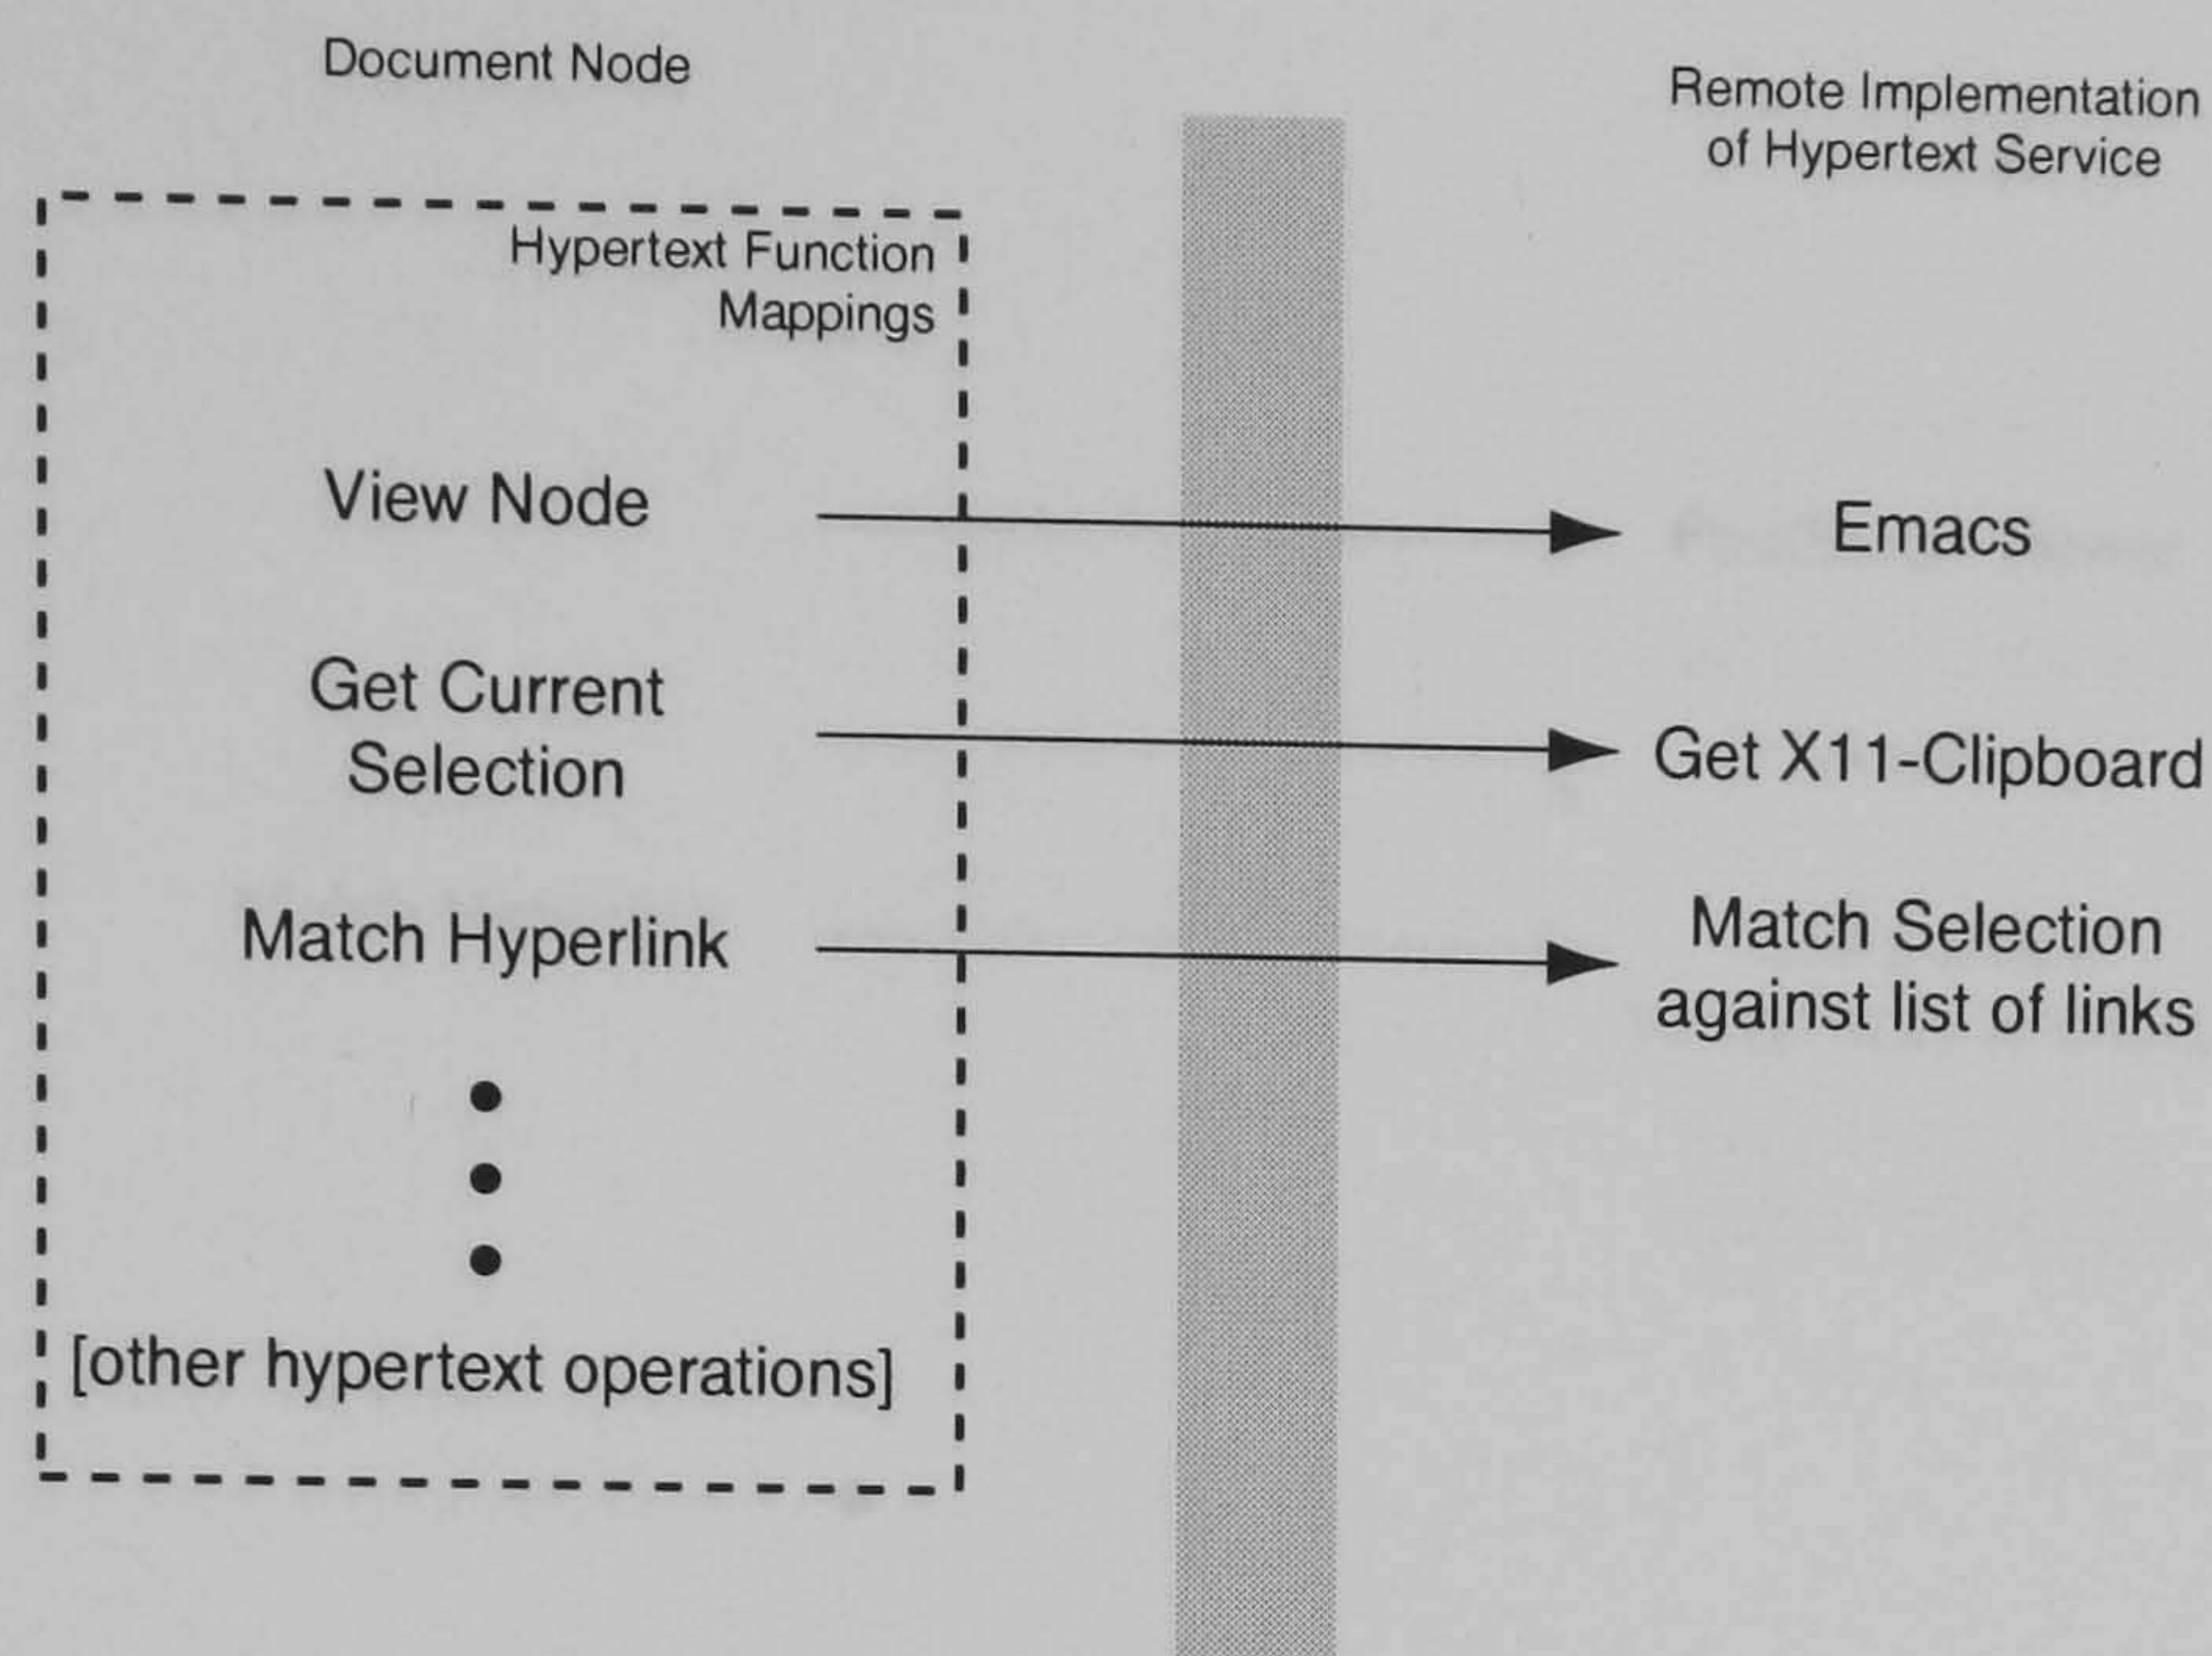 Document Node
Remote Implementation
of Hypertext Service
Hypertext Function
Mappings
View Node
Emacs
Get Current
Selection
Get X11-Clipboard
Match Hyperlink
Match Selection
against list of links
[other hypertext operations]